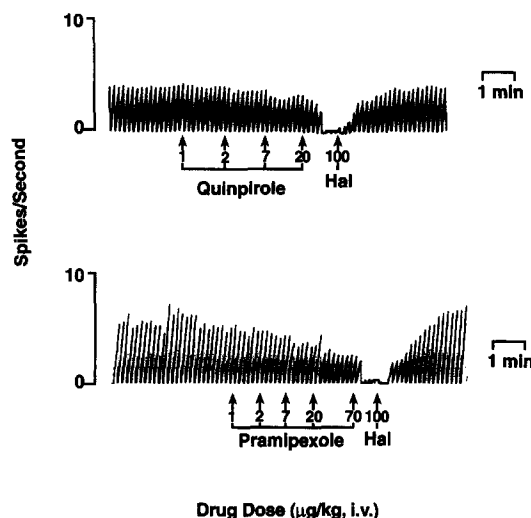 10
0
1 min
1 2 7 20 100
Quinpirole Hal
Spikes/Second
10
0
1 min
1 2 7 20 70 100
Pramipexole Hal
Drug Dose (µg/kg, i.v.)